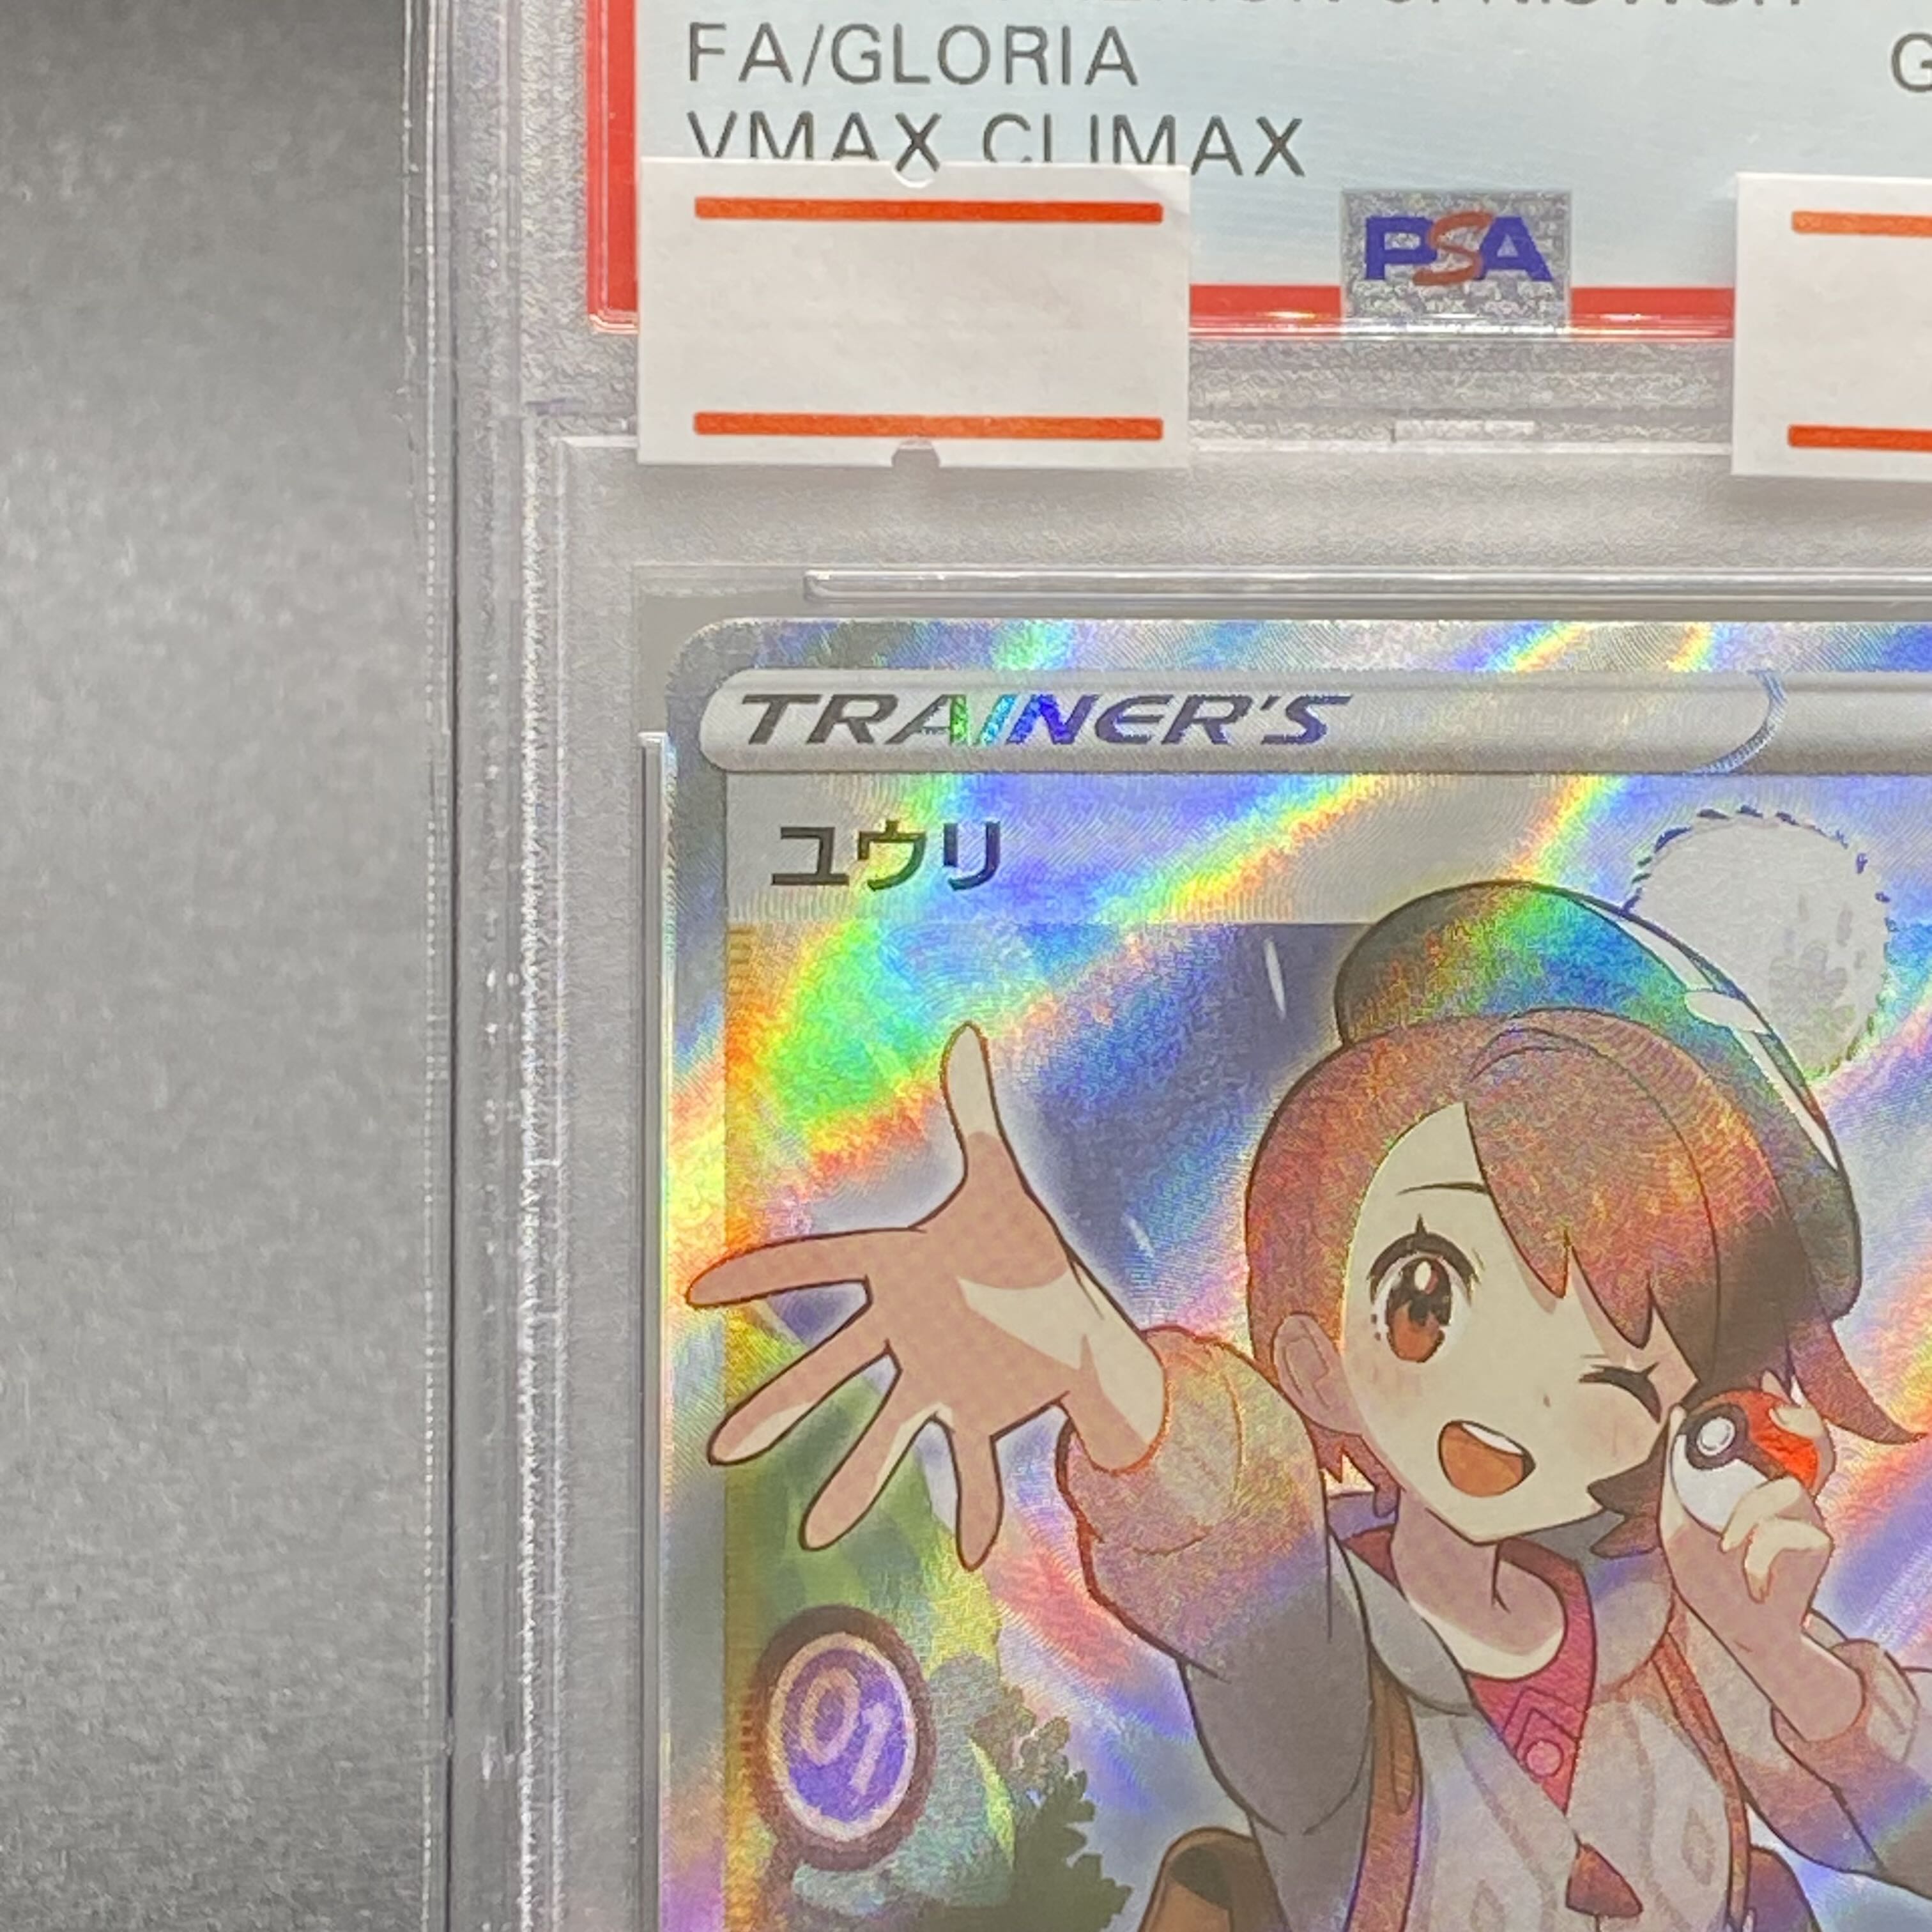 FA/GLORIA
G
VMAX CLIMAX
PSA
TRAINER'S
ユウリ
01